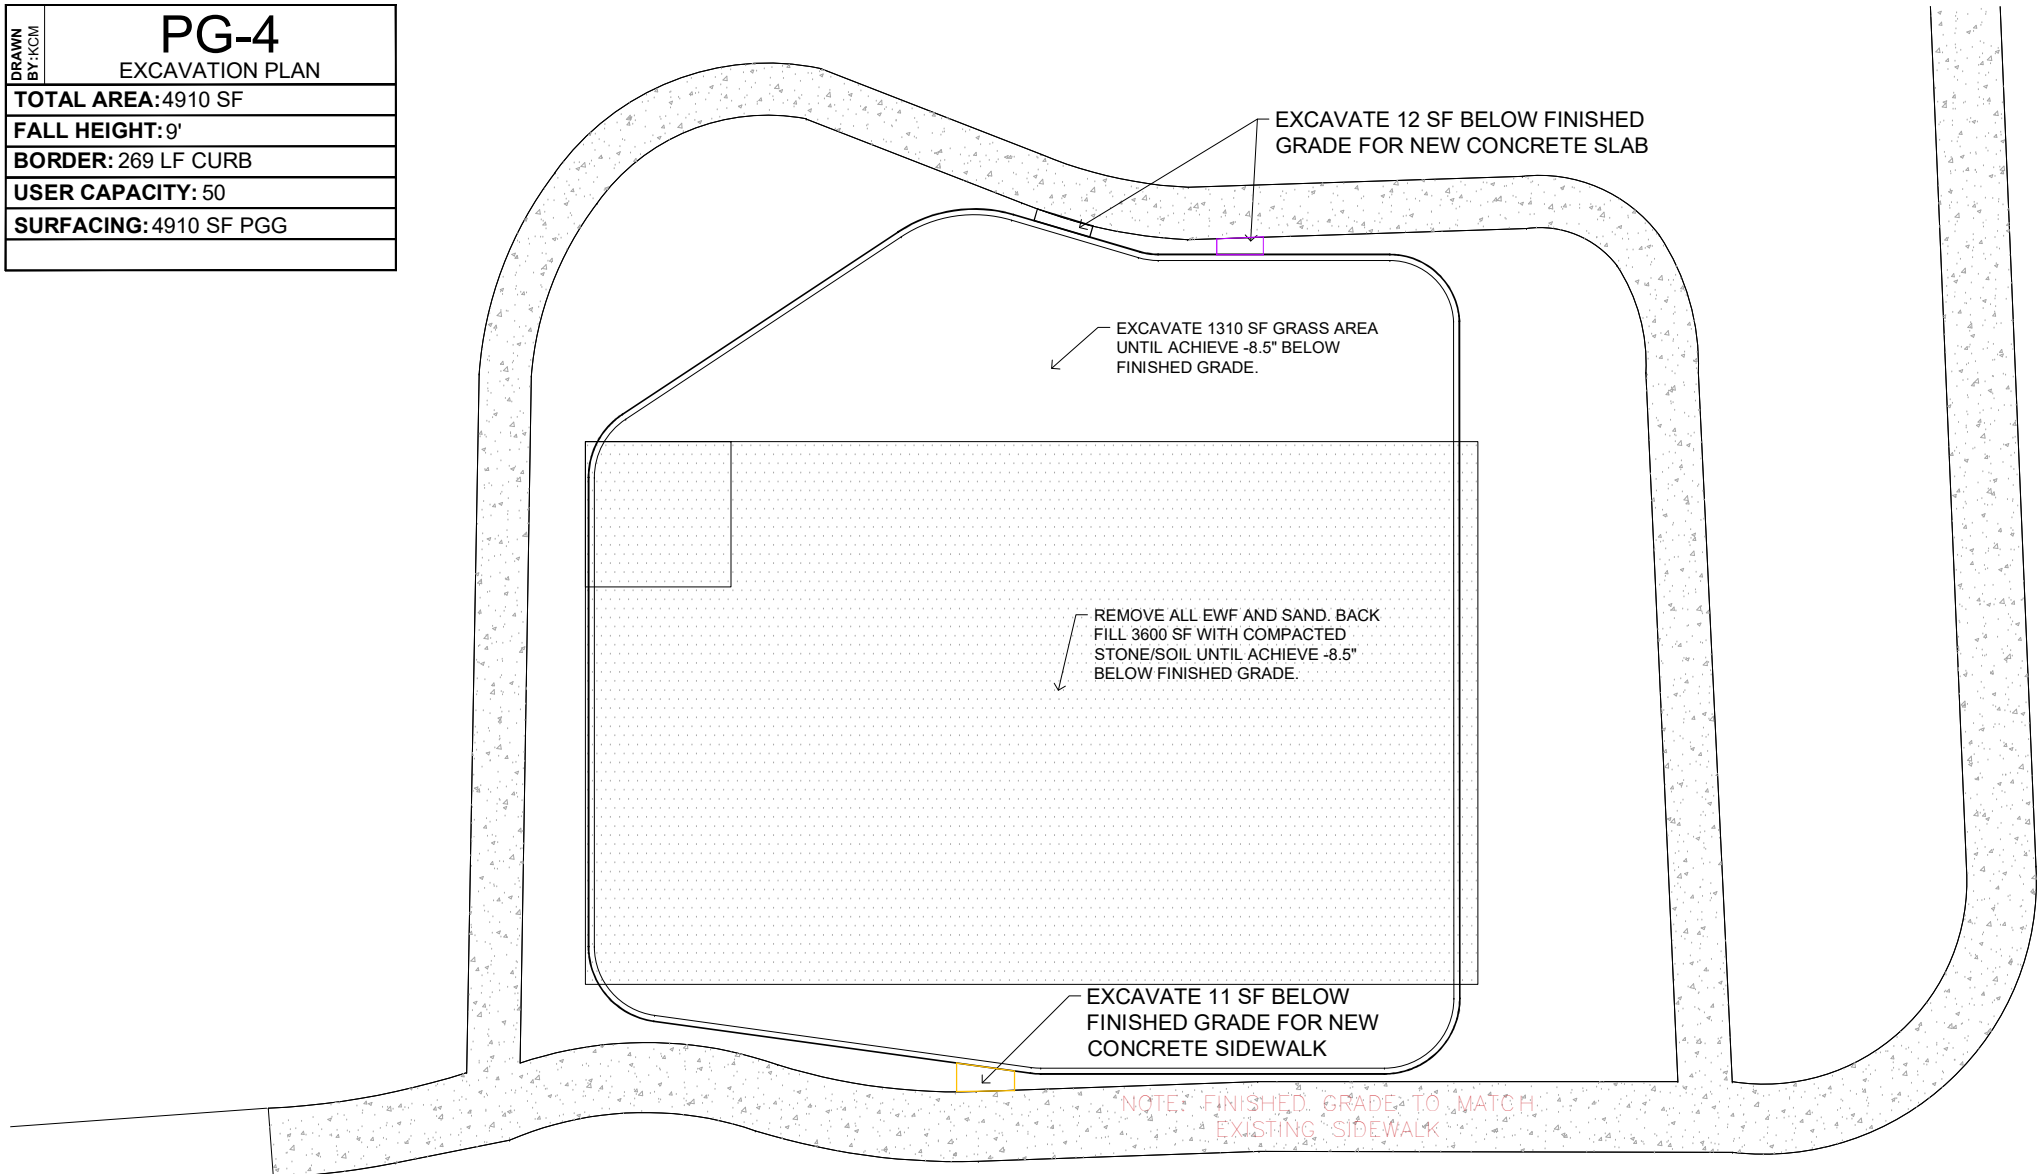 DRAWN
BY:KCM
PG-4
EXCAVATION PLAN
TOTAL AREA: 4910 SF
FALL HEIGHT: 9'
BORDER: 269 LF CURB
USER CAPACITY: 50
SURFACING: 4910 SF PGG
EXCAVATE 12 SF BELOW FINISHED
GRADE FOR NEW CONCRETE SLAB
EXCAVATE 1310 SF GRASS AREA
UNTIL ACHIEVE -8.5" BELOW
FINISHED GRADE.
REMOVE ALL EWF AND SAND. BACK
FILL 3600 SF WITH COMPACTED
STONE/SOIL UNTIL ACHIEVE -8.5"
BELOW FINISHED GRADE.
EXCAVATE 11 SF BELOW
FINISHED GRADE FOR NEW
CONCRETE SIDEWALK
NOTE: FINISHED GRADE TO MATCH
EXISTING SIDEWALK